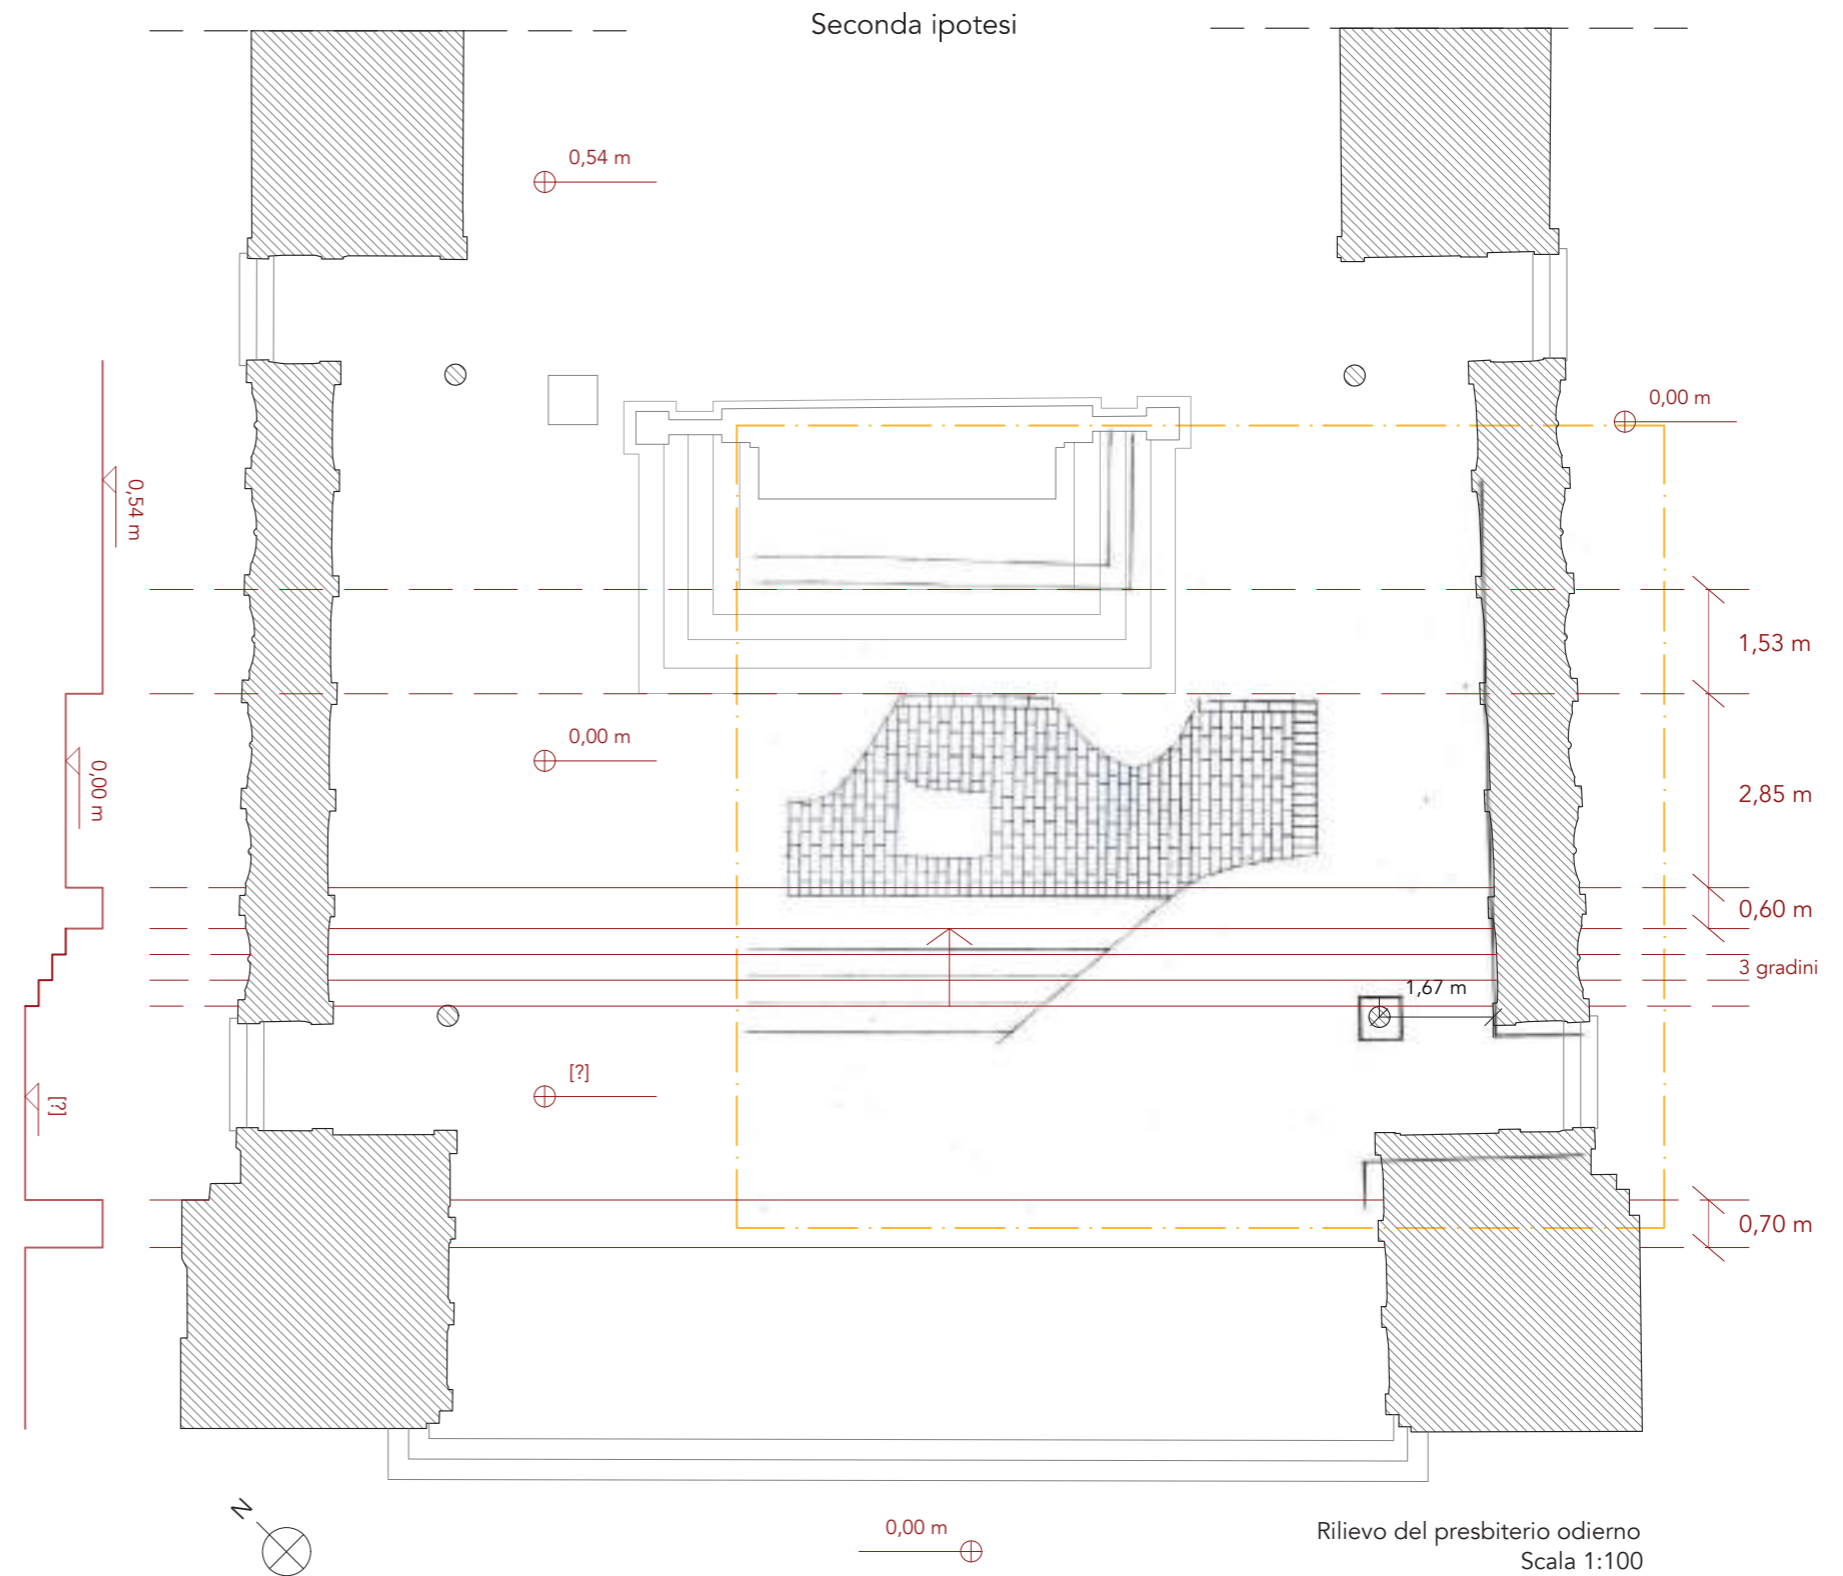 Seconda ipotesi
0,54 m
0,00 m
0,54 m
1,53 m
0,00 m
0,00 m
2,85 m
0,60 m
3 gradini
1,67 m
[?]
[?]
0,70 m
N
0,00 m
Rilievo del presbiterio odierno
Scala 1:100